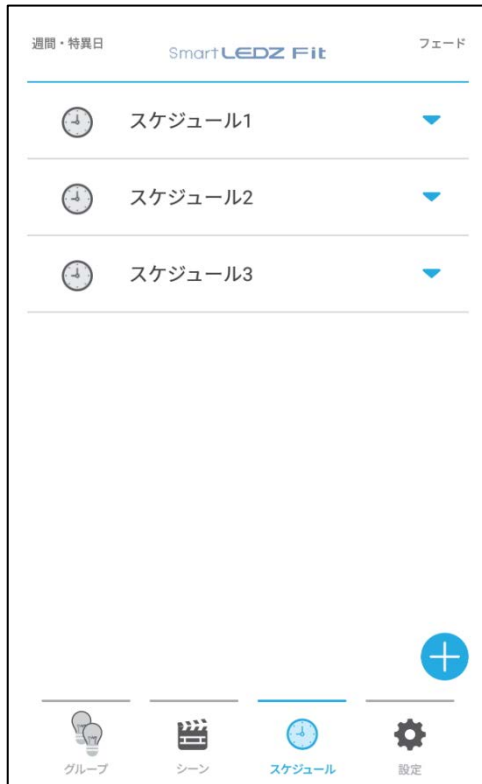 週間・特異日
Smart LEDZ Fit
フェード
スケジュール1
スケジュール2
スケジュール3
グループ
シーン
スケジュール
設定